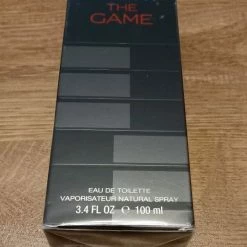 THE
GAME
EAU DE TOILETTE
VAPORISATEUR NATURAL SPRAY
3.4 FL OZ ℮ 100 ml